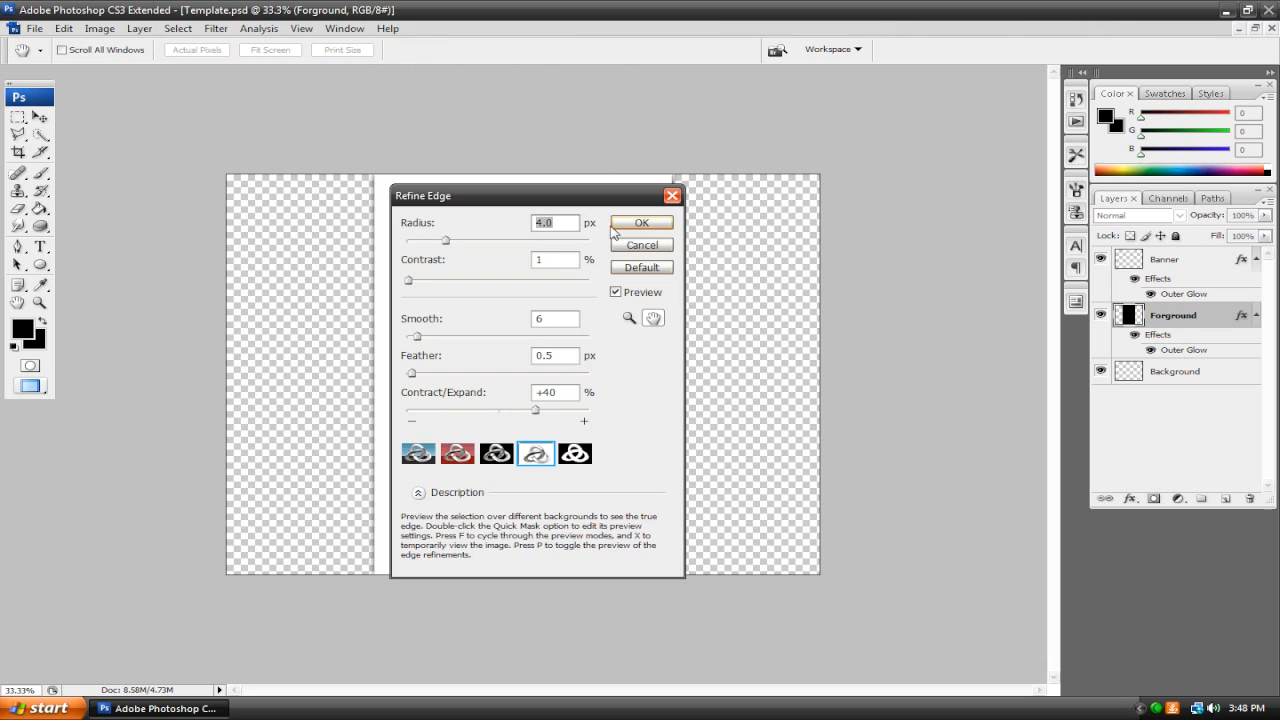 Adobe Photoshop CS3 Extended - [Template.psd @ 33.3% (Forground, RGB/8#)]
File Edit Image Layer Select Filter Analysis View Window Help
Scroll All Windows Actual Pixels Fit Screen Print Size Workspace
Ps
Refine Edge
Radius: 4.0 px OK
Cancel
Contrast: 1 %
Default
Preview
Smooth: 6
Feather: 0.5 px
Contract/Expand: +40 %
Description
Preview the selection over different backgrounds to see the true
edge. Double-click the Quick Mask option to edit its preview
settings. Press F to cycle through the preview modes, and X to
temporarily view the image. Press P to toggle the preview of the
edge refinements.
Color Swatches Styles
R 0
G 0
B 0
Layers Channels Paths
Normal Opacity: 100%
Lock: Fill: 100%
Banner fx
Effects
Outer Glow
Forground fx
Effects
Outer Glow
Background
33.33% Doc: 8.58M/4.73M
start Adobe Photoshop C... 3:48 PM